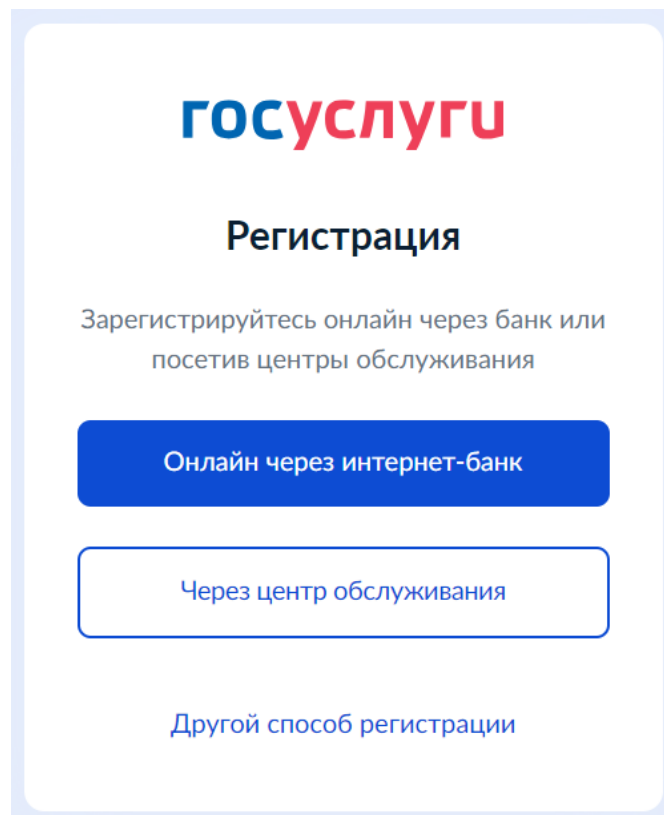 госуслуги
Регистрация
Зарегистрируйтесь онлайн через банк или
посетив центры обслуживания
Онлайн через интернет-банк
Через центр обслуживания
Другой способ регистрации